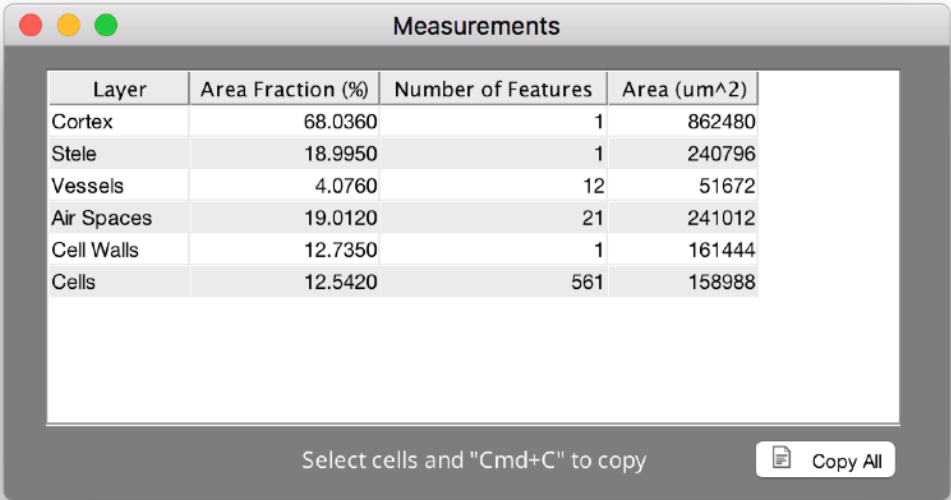 Measurements
Layer Area Fraction (%) Number of Features Area (um^2)
Cortex 68.0360 1 862480
Stele 18.9950 1 240796
Vessels 4.0760 12 51672
Air Spaces 19.0120 21 241012
Cell Walls 12.7350 1 161444
Cells 12.5420 561 158988
Select cells and "Cmd+C" to copy
Copy All